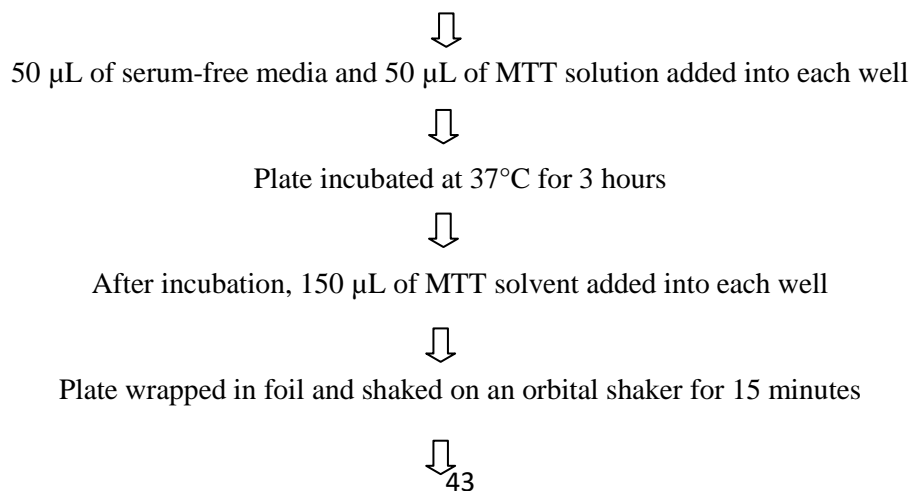 50 µL of serum-free media and 50 µL of MTT solution added into each well
Plate incubated at 37°C for 3 hours
After incubation, 150 µL of MTT solvent added into each well
Plate wrapped in foil and shaked on an orbital shaker for 15 minutes
43